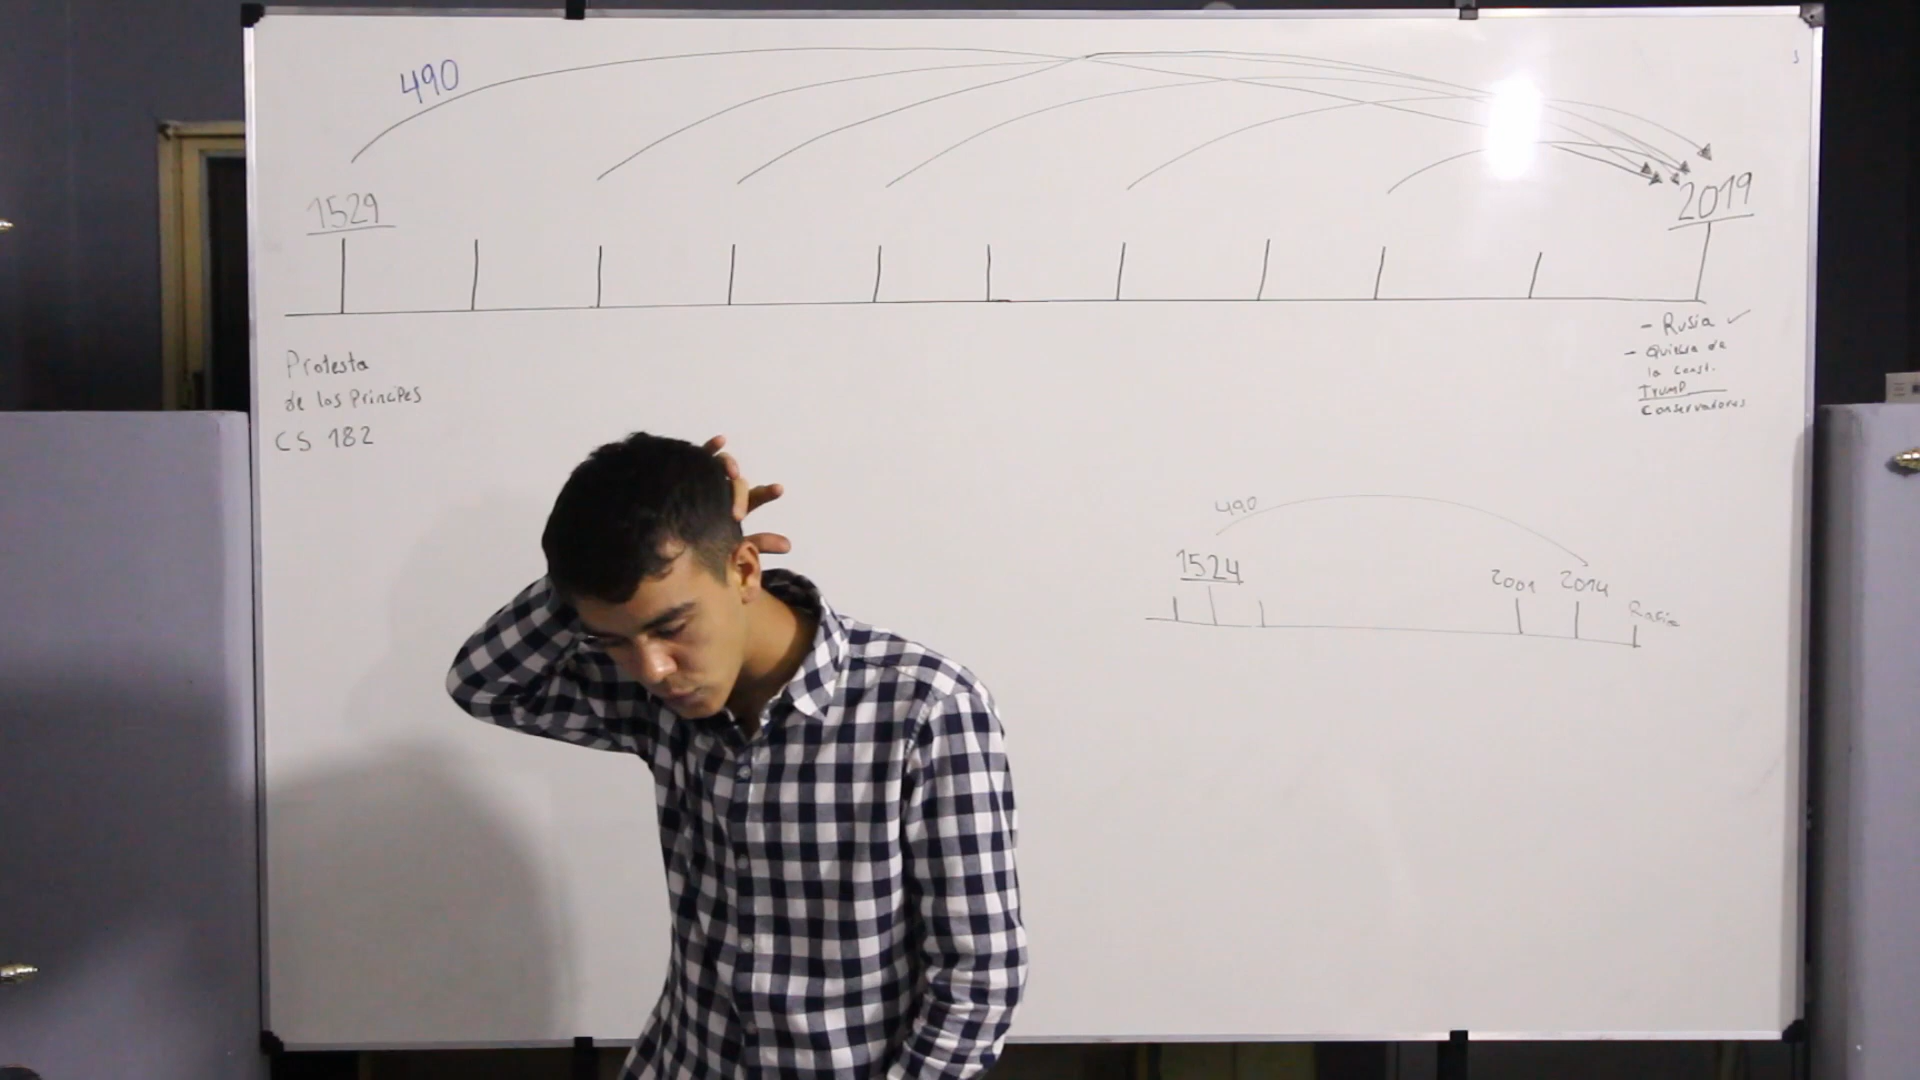 490
1529
2019
Protesta
de los Principes
CS 182
- Rusia ✓
- Quiebra de
la Const.
Trump
Conservadores
490
1524
2001
2014
Rafia